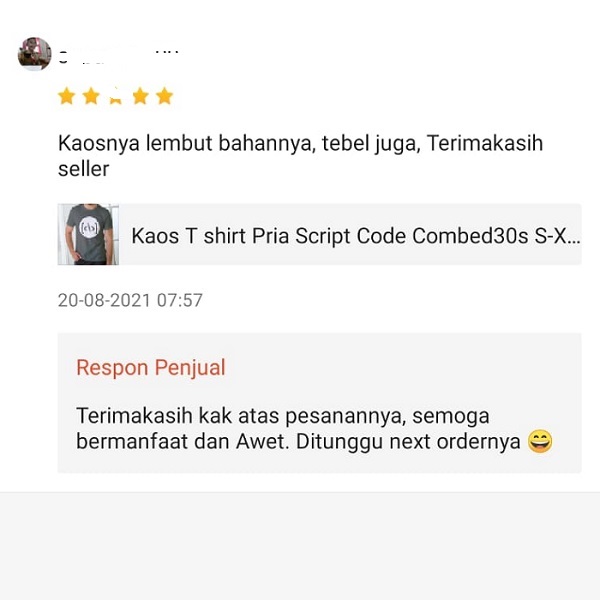 Kaosnya lembut bahannya, tebel juga, Terimakasih
seller
Kaos T shirt Pria Script Code Combed30s S-X...
20-08-2021 07:57
Respon Penjual
Terimakasih kak atas pesanannya, semoga
bermanfaat dan Awet. Ditunggu next ordernya 😄